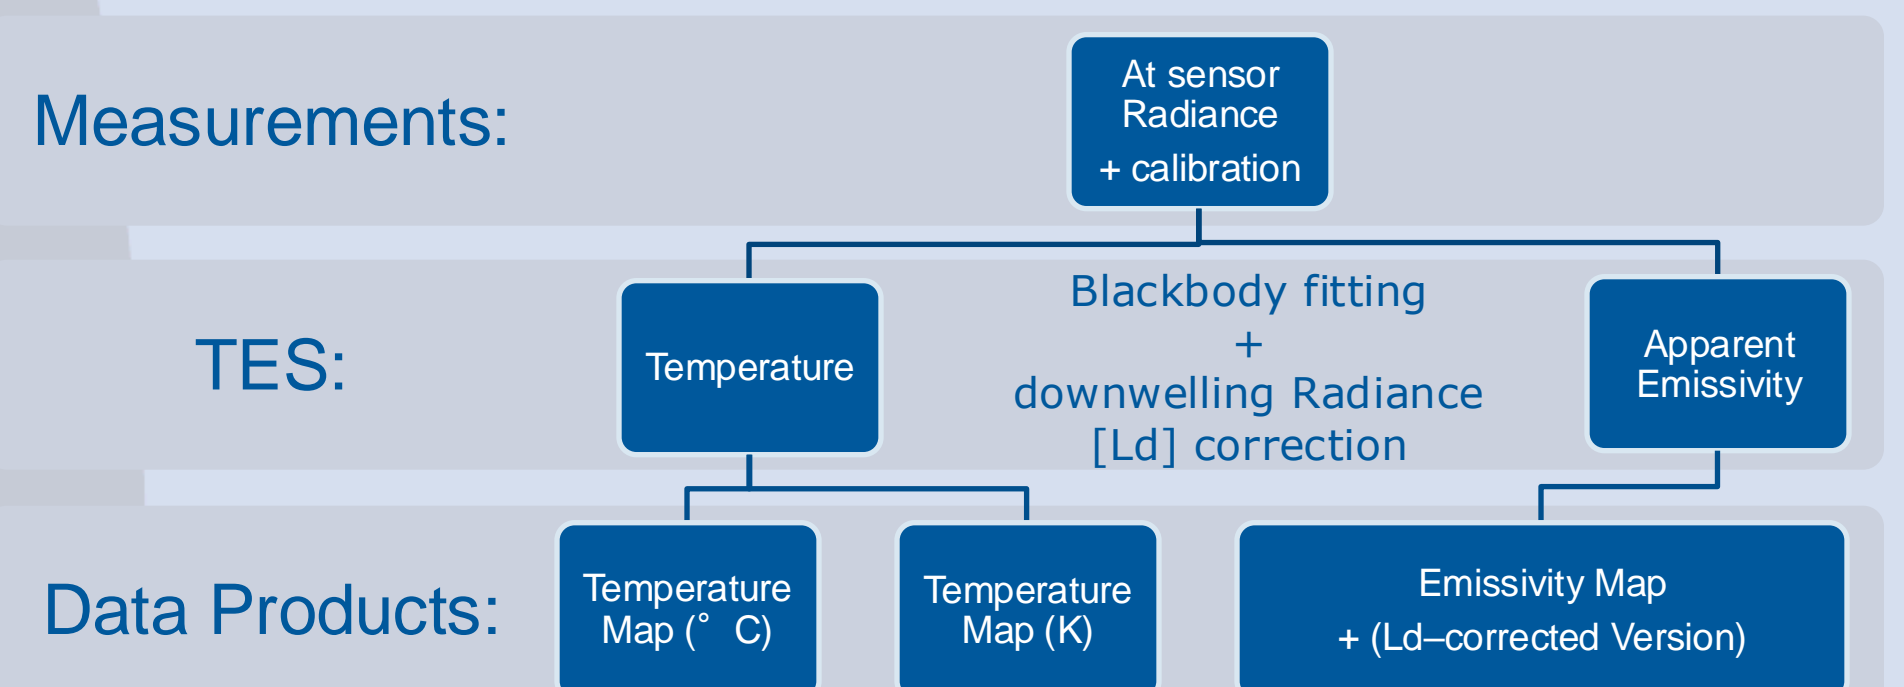 Measurements:
At sensor
Radiance
+ calibration
TES:
Temperature
Blackbody fitting
+
downwelling Radiance
[Ld] correction
Apparent
Emissivity
Data Products:
Temperature
Map (° C)
Temperature
Map (K)
Emissivity Map
+ (Ld–corrected Version)